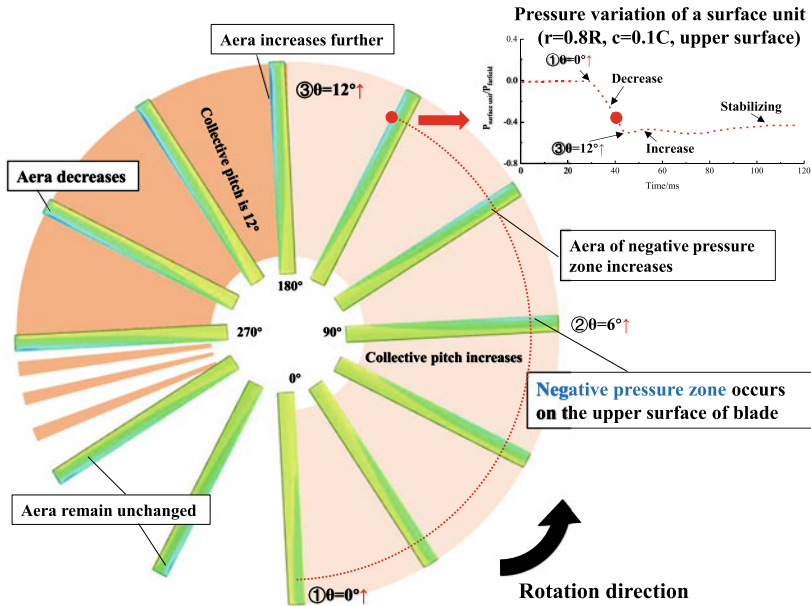 Pressure variation of a surface unit
(r=0.8R, c=0.1C, upper surface)
Aera increases further
③θ=12°↑
Collective pitch is 12°
Aera decreases
P surface unit/P farfield
0.4
0.0
-0.4
-0.8
①θ=0°↑
Decrease
Stabilizing
③θ=12°↑
Increase
0
20
40
60
80
100
120
Time/ms
Aera of negative pressure
zone increases
180°
270°
90°
0°
②θ=6°↑
Collective pitch increases
Negative pressure zone occurs
on the upper surface of blade
Aera remain unchanged
①θ=0°↑
Rotation direction